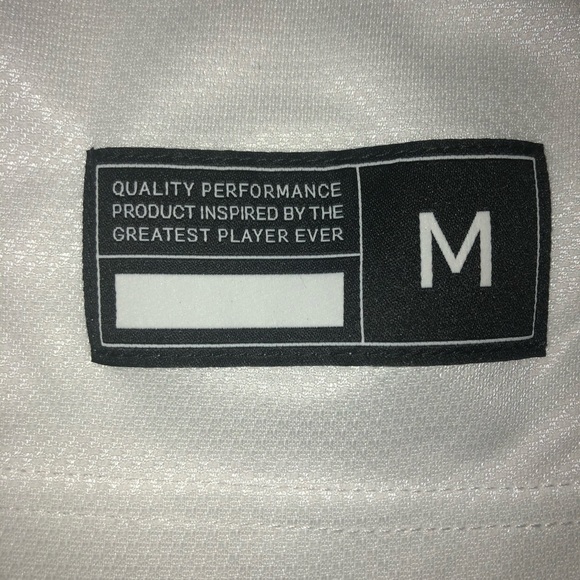 QUALITY PERFORMANCE
PRODUCT INSPIRED BY THE
GREATEST PLAYER EVER
M